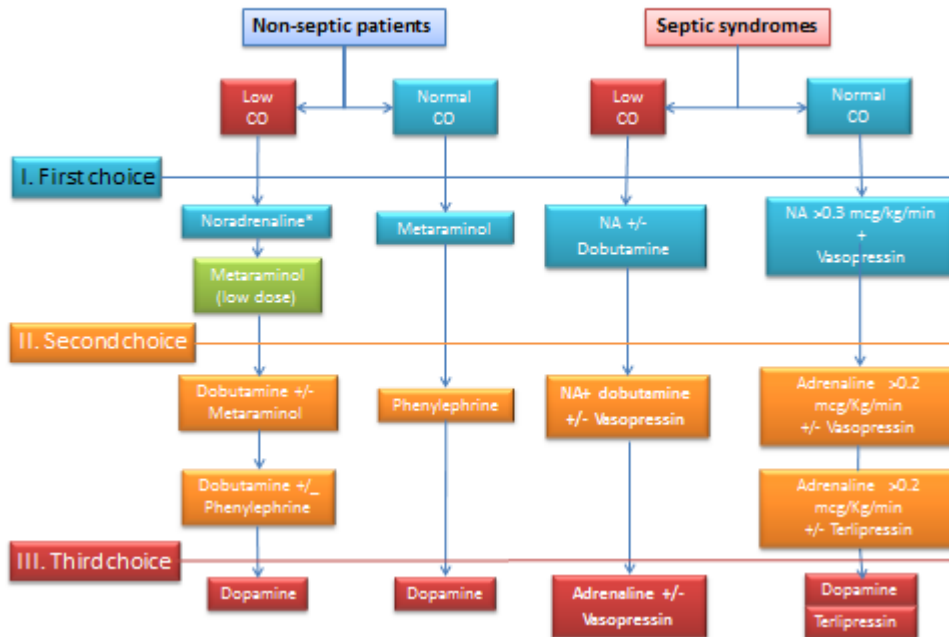 Non-septic patients
Septic syndromes
Low
CO
Normal
CO
Low
CO
Normal
CO
I. First choice
Noradrenaline*
Metaraminol
NA +/-
Dobutamine
NA >0.3 mcg/kg/min
+
Vasopressin
Metaraminol
(low dose)
II. Second choice
Dobutamine +/-
Metaraminol
Phenylephrine
NA+ dobutamine
+/- Vasopressin
Adrenaline >0.2
mcg/Kg/min
+/- Vasopressin
Dobutamine +/_
Phenylephrine
Adrenaline >0.2
mcg/Kg/min
+/- Terlipressin
III. Third choice
Dopamine
Dopamine
Adrenaline +/-
Vasopressin
Dopamine
Terlipressin